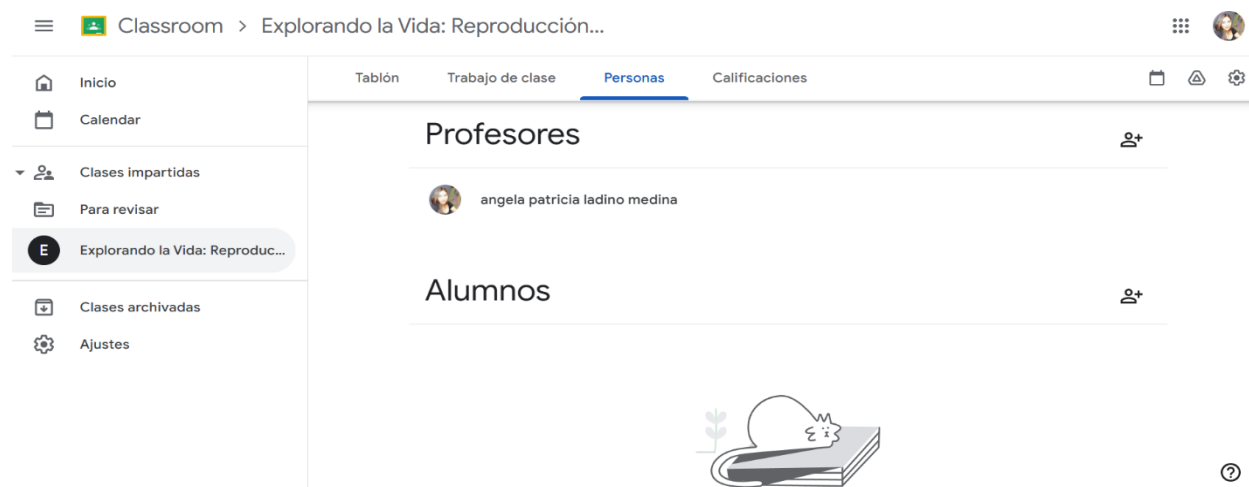 Classroom > Explorando la Vida: Reproducción...
Inicio
Calendar
Clases impartidas
Para revisar
E Explorando la Vida: Reproduc...
Clases archivadas
Ajustes
Tablón Trabajo de clase Personas Calificaciones
Profesores
angela patricia ladino medina
Alumnos